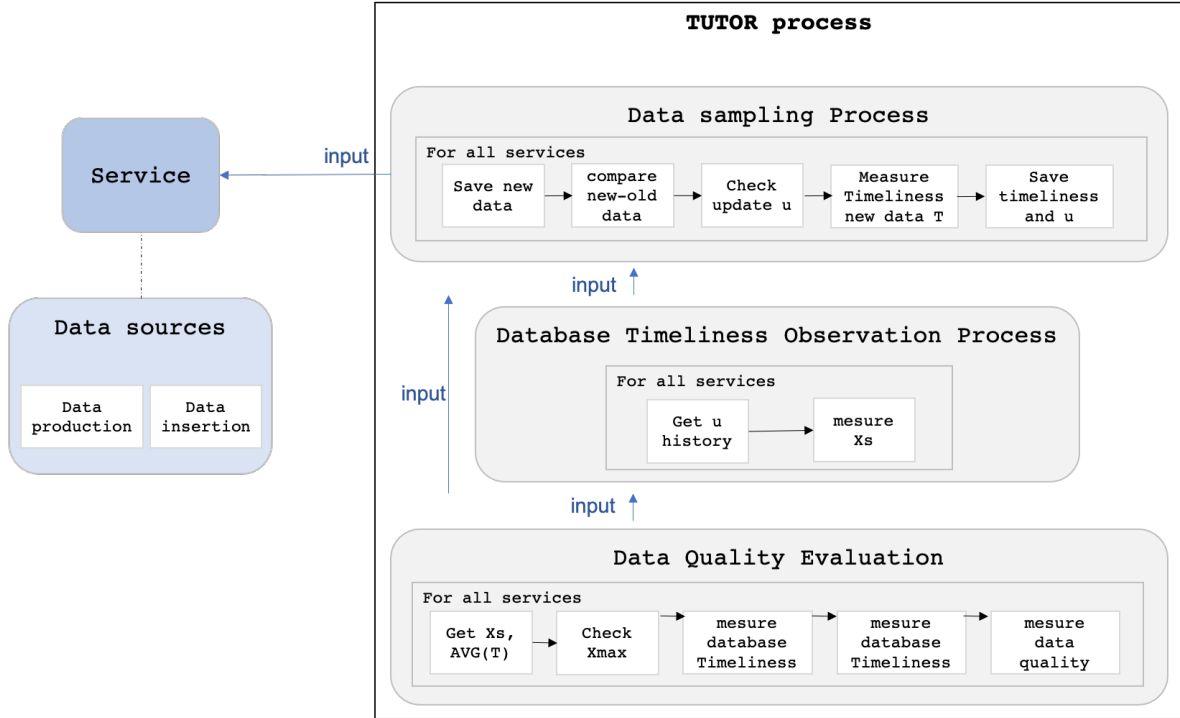 TUTOR process
Data sampling Process
For all services
Save new
data
compare
new-old
data
Check
update u
Measure
Timeliness
new data T
Save
timeliness
and u
input
Service
Data sources
Data
production
Data
insertion
input
input
Database Timeliness Observation Process
For all services
Get u
history
mesure
Xs
input
Data Quality Evaluation
For all services
Get Xs,
AVG(T)
Check
Xmax
mesure
database
Timeliness
mesure
database
Timeliness
mesure
data
quality